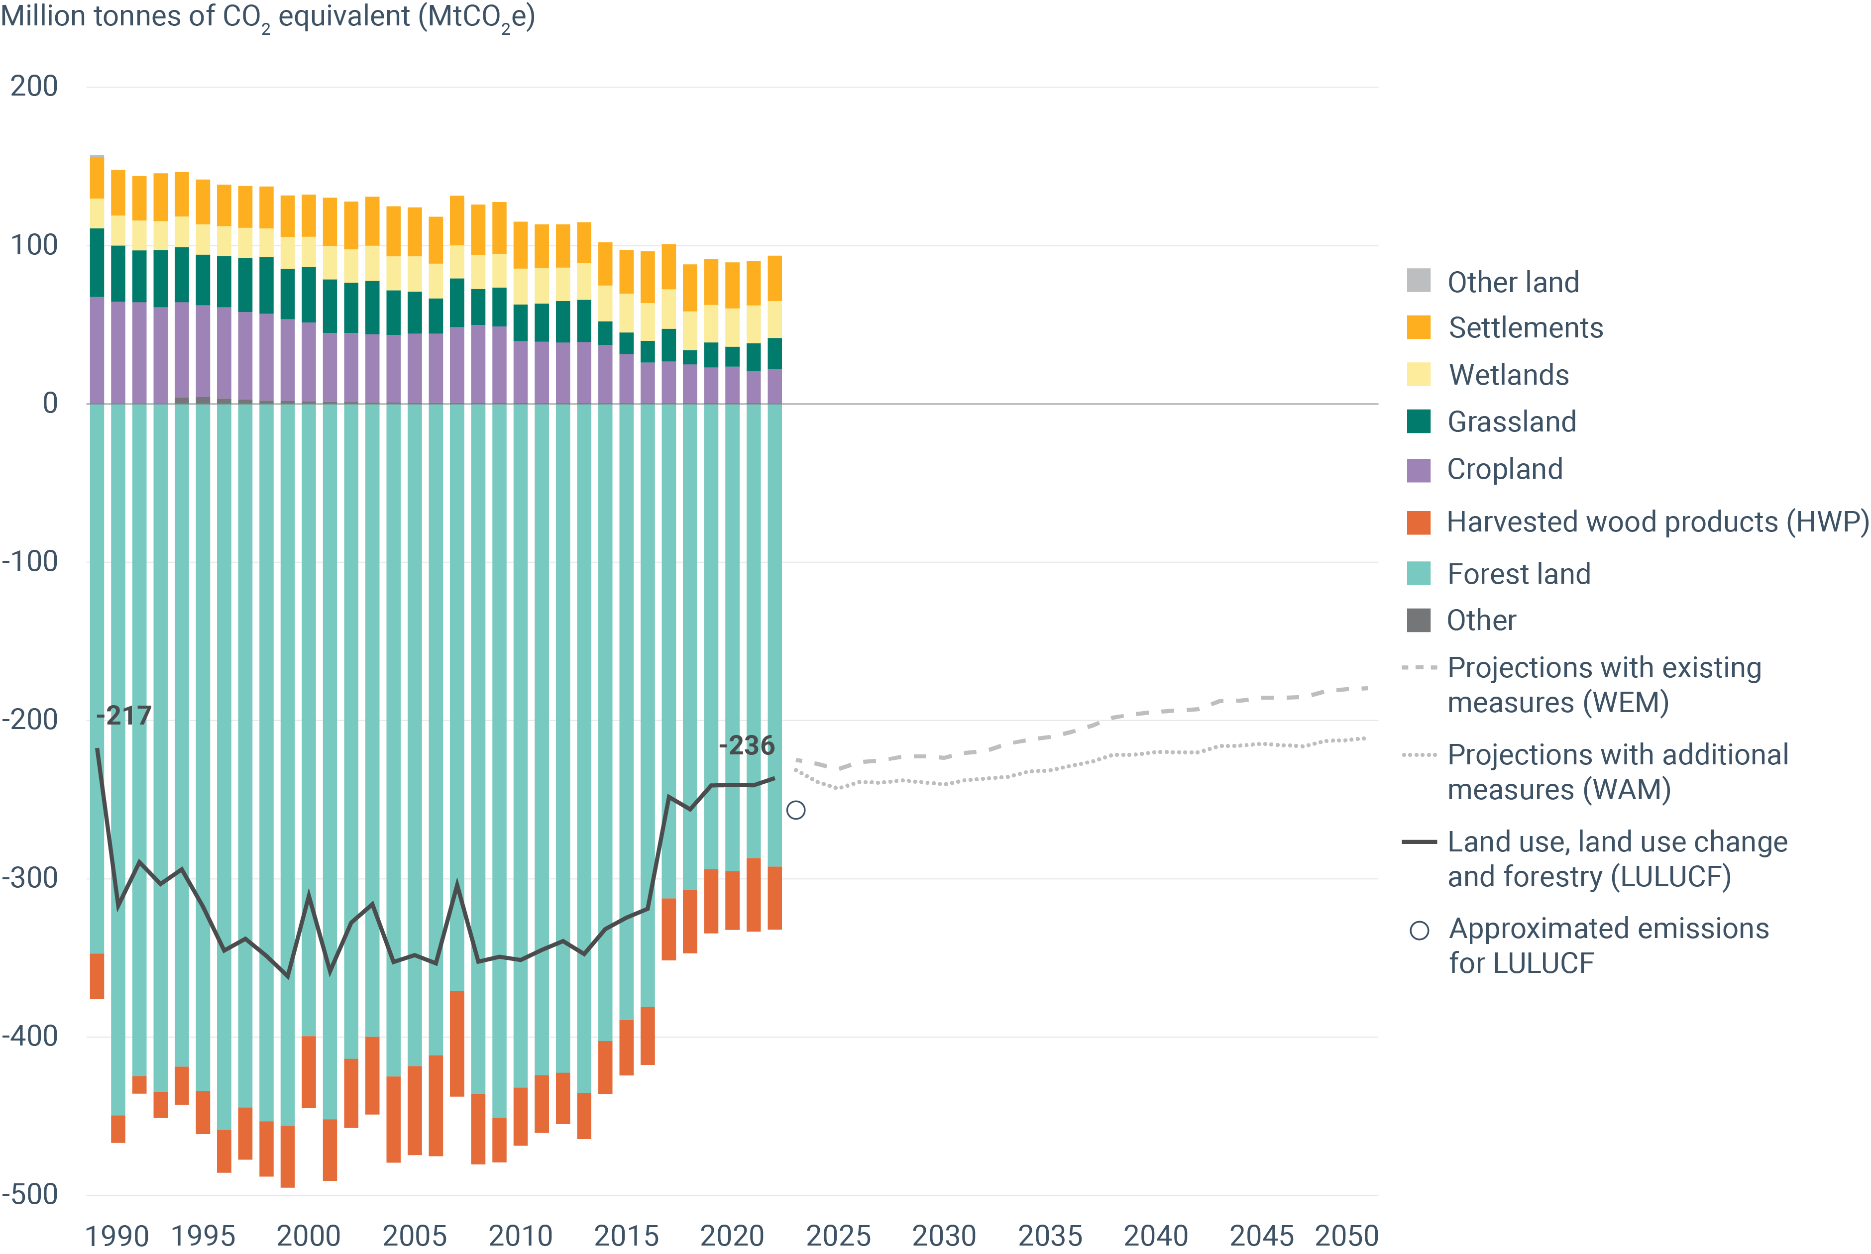 Million tonnes of CO₂ equivalent (MtCO₂e)
200
100
0
-100
-200
-300
-400
-500
-217
-236
1990 1995 2000 2005 2010 2015 2020 2025 2030 2035 2040 2045 2050
Other land
Settlements
Wetlands
Grassland
Cropland
Harvested wood products (HWP)
Forest land
Other
Projections with existing
measures (WEM)
Projections with additional
measures (WAM)
Land use, land use change
and forestry (LULUCF)
Approximated emissions
for LULUCF